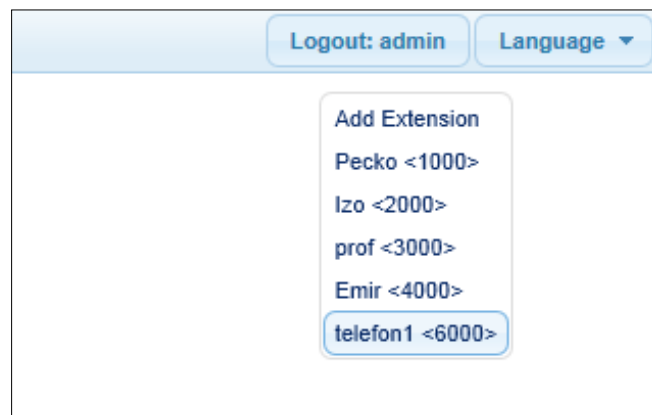 Logout: admin Language
Add Extension
Pecko <1000>
Izo <2000>
prof <3000>
Emir <4000>
telefon1 <6000>